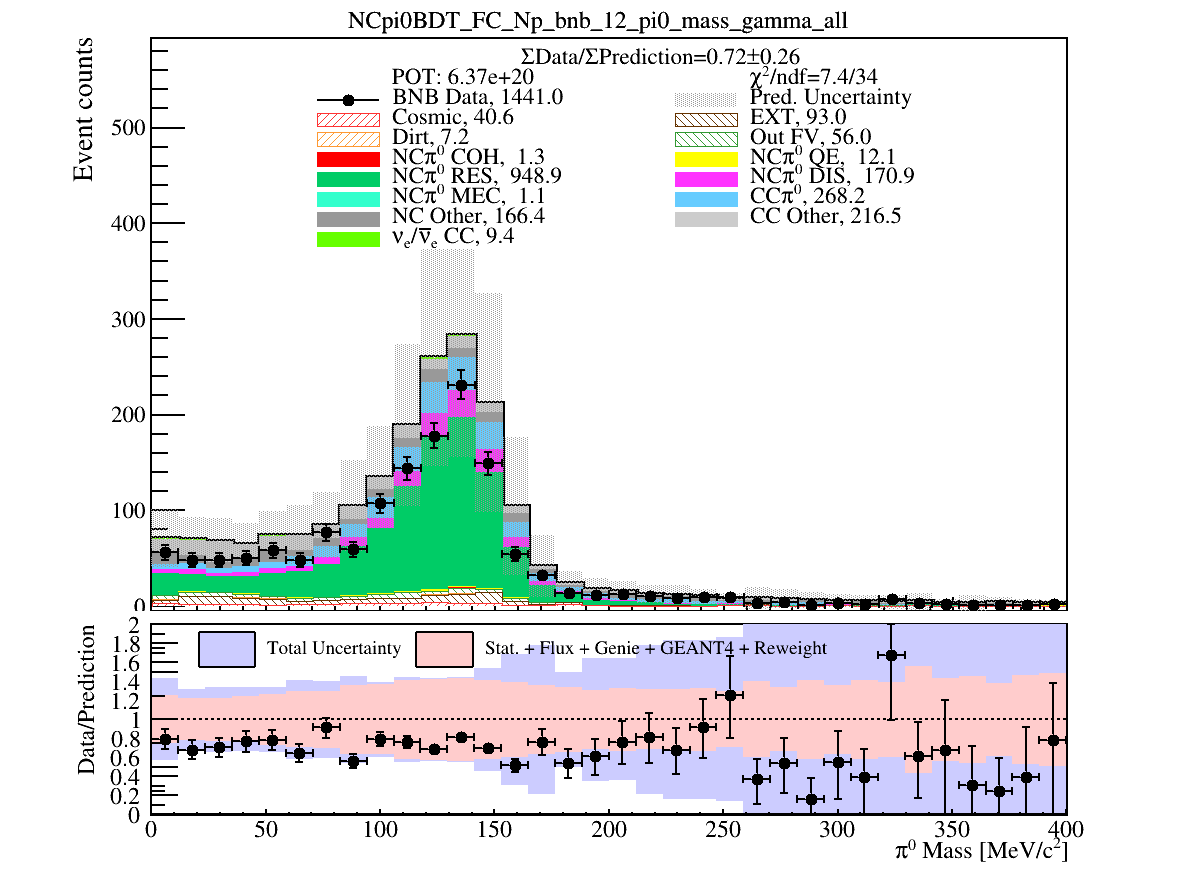 NCpi0BDT_FC_Np_bnb_12_pi0_mass_gamma_all
ΣData/ΣPrediction=0.72±0.26
POT: 6.37e+20
χ²/ndf=7.4/34
BNB Data, 1441.0
Pred. Uncertainty
Cosmic, 40.6
EXT, 93.0
Dirt, 7.2
Out FV, 56.0
NCπ⁰ COH, 1.3
NCπ⁰ QE, 12.1
NCπ⁰ RES, 948.9
NCπ⁰ DIS, 170.9
NCπ⁰ MEC, 1.1
CCπ⁰, 268.2
NC Other, 166.4
CC Other, 216.5
νₑ/ν̅ₑ CC, 9.4
Event counts
500
400
300
200
100
0
Total Uncertainty
Stat. + Flux + Genie + GEANT4 + Reweight
Data/Prediction
2
1.8
1.6
1.4
1.2
1
0.8
0.6
0.4
0.2
0
0 50 100 150 200 250 300 350 400
π⁰ Mass [MeV/c²]